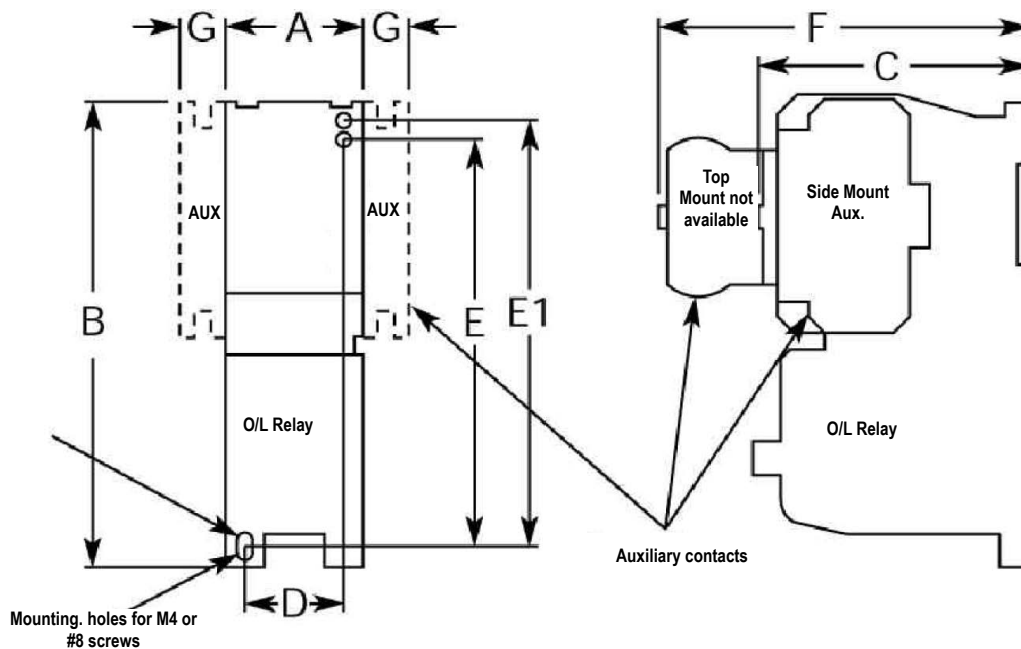 G A G
F
C
AUX
AUX
B
E
E1
O/L Relay
D
Mounting. holes for M4 or
#8 screws
Top
Mount not
available
Side Mount
Aux.
O/L Relay
Auxiliary contacts